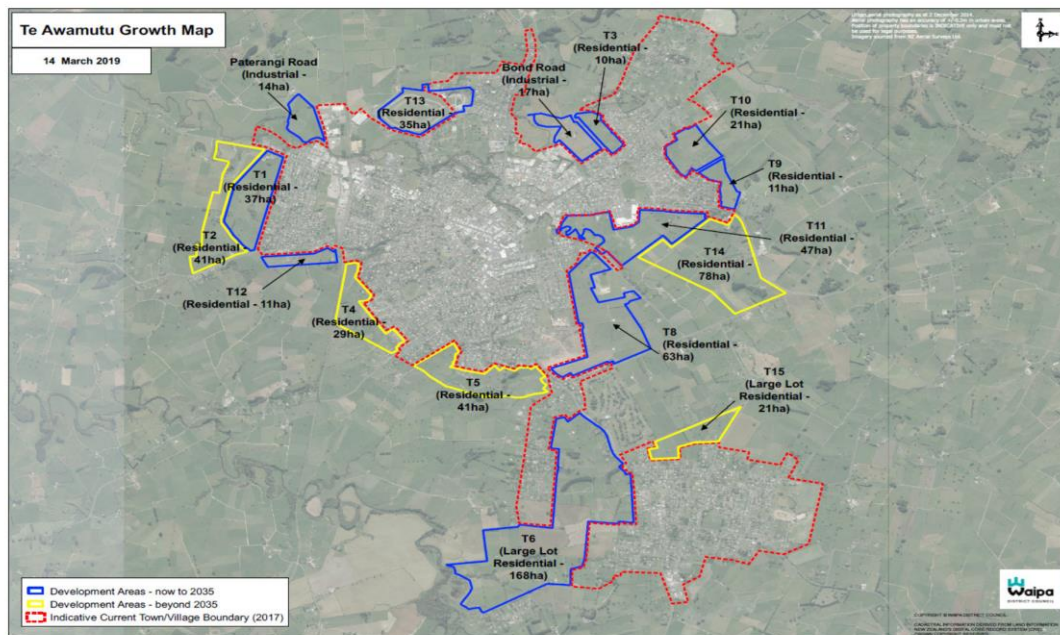 Te Awamutu Growth Map
14 March 2019
Paterangi Road
(Industrial -
14ha)
T13
(Residential -
35ha)
Bond Road
(Industrial -
17ha)
T3
(Residential -
10ha)
T10
(Residential -
21ha)
T9
(Residential -
11ha)
T1
(Residential -
37ha)
T2
(Residential -
41ha)
T12
(Residential - 11ha)
T11
(Residential -
47ha)
T14
(Residential -
78ha)
T4
(Residential -
29ha)
T8
(Residential -
63ha)
T5
(Residential -
41ha)
T15
(Large Lot
Residential -
21ha)
T6
(Large Lot
Residential -
168ha)
Development Areas - now to 2035
Development Areas - beyond 2035
Indicative Current Town/Village Boundary (2017)
Waipa
DISTRICT COUNCIL